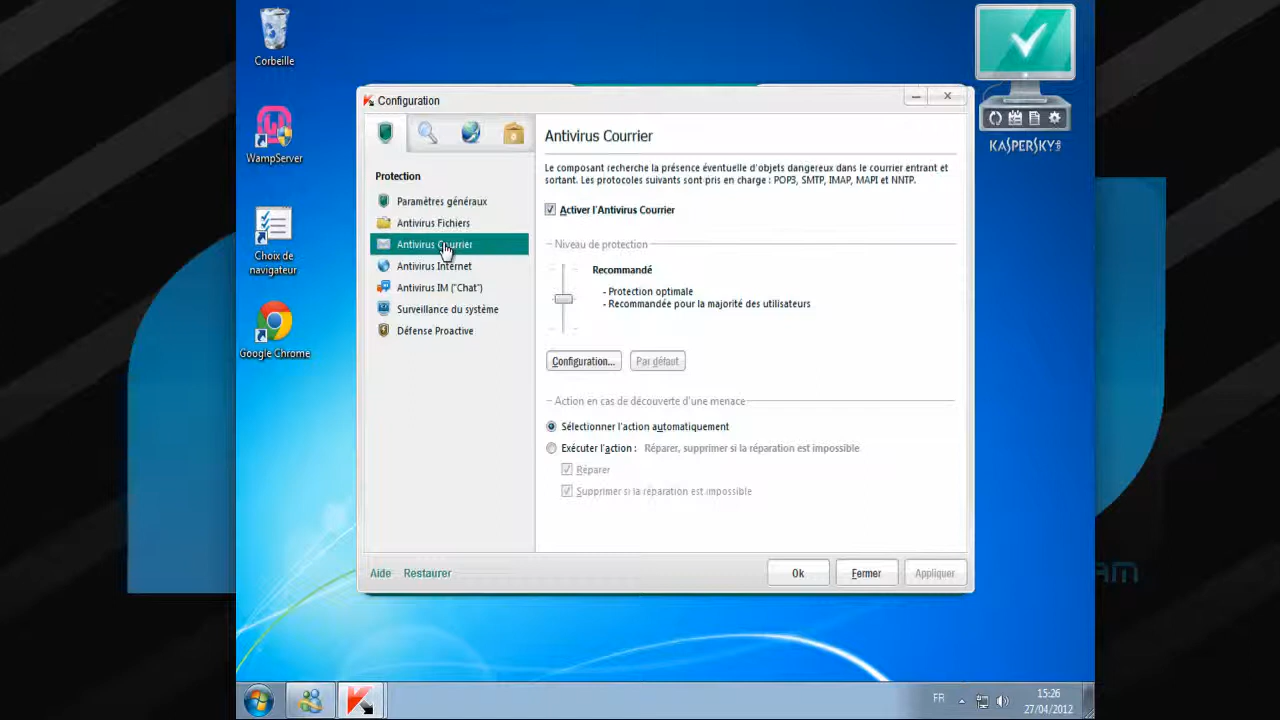 Corbeille
WampServer
Choix de
navigateur
Google Chrome
KASPERSKY
Configuration
Protection
Paramètres généraux
Antivirus Fichiers
Antivirus Courrier
Antivirus Internet
Antivirus IM ("Chat")
Surveillance du système
Défense Proactive
Antivirus Courrier
Le composant recherche la présence éventuelle d'objets dangereux dans le courrier entrant et
sortant. Les protocoles suivants sont pris en charge : POP3, SMTP, IMAP, MAPI et NNTP.
Activer l'Antivirus Courrier
Niveau de protection
Recommandé
- Protection optimale
- Recommandée pour la majorité des utilisateurs
Configuration...
Par défaut
Action en cas de découverte d'une menace
Sélectionner l'action automatiquement
Exécuter l'action : Réparer, supprimer si la réparation est impossible
Réparer
Supprimer si la réparation est impossible
Aide
Restaurer
Ok
Fermer
Appliquer
FR
15:26
27/04/2012